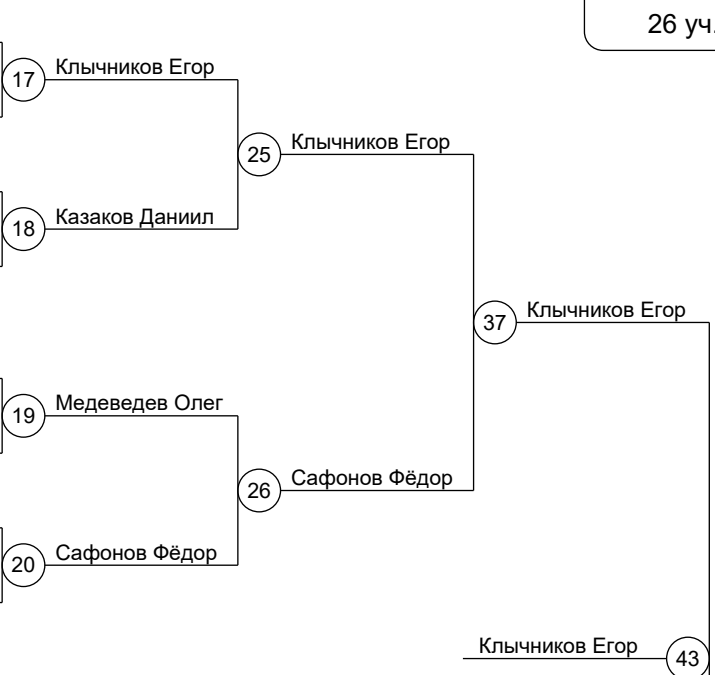 26 уч.
17 Клычников Егор
25 Клычников Егор
18 Казаков Даниил
37 Клычников Егор
19 Медеведев Олег
26 Сафонов Фёдор
20 Сафонов Фёдор
Клычников Егор 43